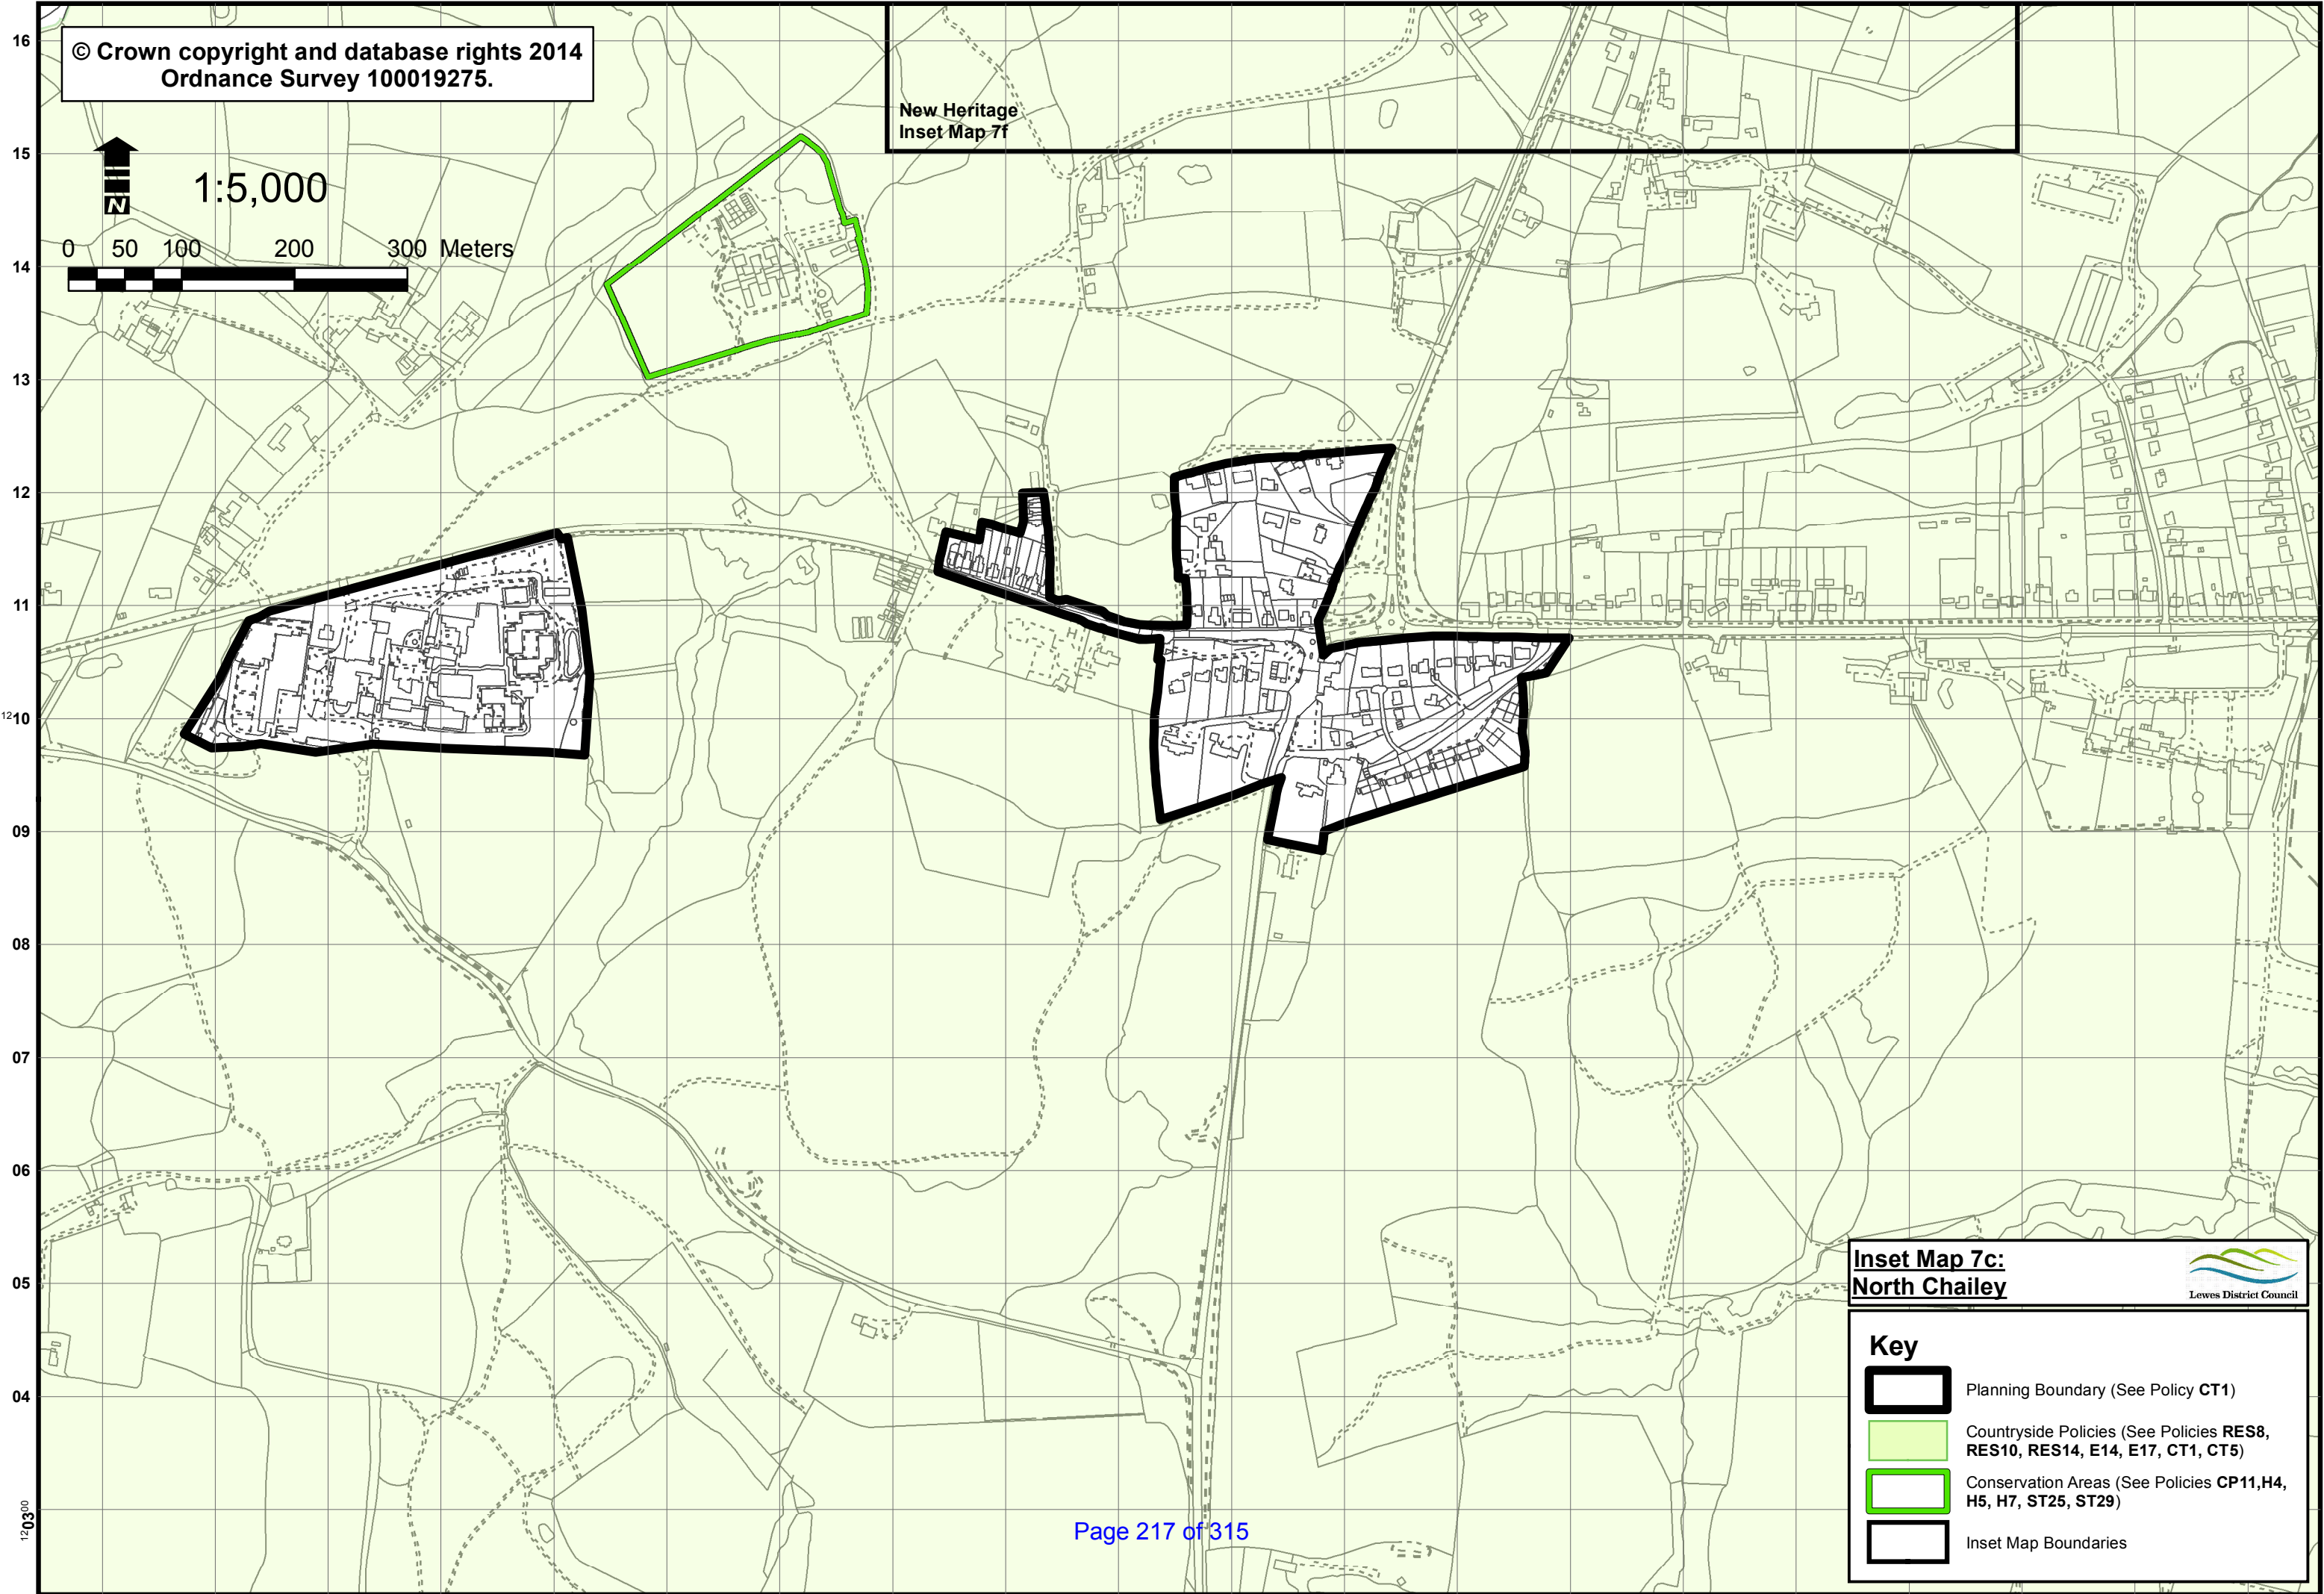 © Crown copyright and database rights 2014
Ordnance Survey 100019275.
New Heritage
Inset Map 7f
N
1:5,000
0 50 100 200 300 Meters
16
15
14
13
12
11
1210
09
08
07
06
05
04
120300
Inset Map 7c:
North Chailey
Lewes District Council
Key
Planning Boundary (See Policy CT1)
Countryside Policies (See Policies RES8,
RES10, RES14, E14, E17, CT1, CT5)
Conservation Areas (See Policies CP11,H4,
H5, H7, ST25, ST29)
Inset Map Boundaries
Page 217 of 315